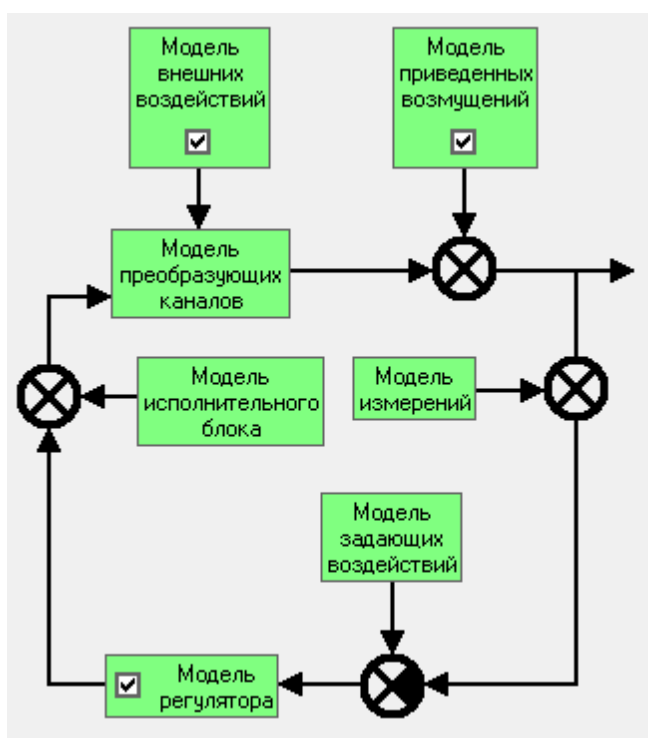 Модель
внешних
воздействий
Модель
приведенных
возмущений
Модель
преобразующих
каналов
Модель
исполнительного
блока
Модель
измерений
Модель
задающих
воздействий
Модель
регулятора